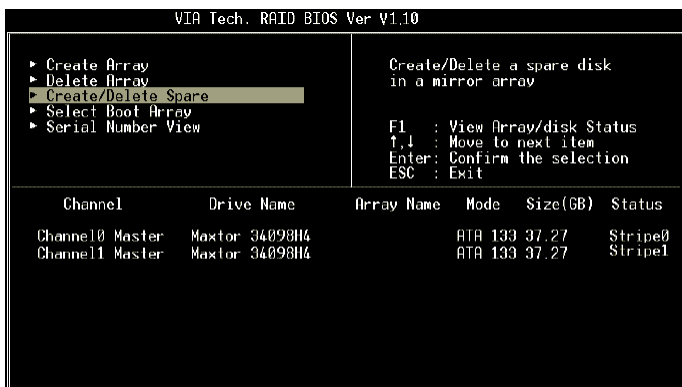 VIA Tech. RAID BIOS Ver V1.10
► Create Array
► Delete Array
► Create/Delete Spare
► Select Boot Array
► Serial Number View
Create/Delete a spare disk
in a mirror array
F1 : View Array/disk Status
↑,↓ : Move to next item
Enter: Confirm the selection
ESC : Exit
Channel Drive Name Array Name Mode Size(GB) Status
Channel0 Master Maxtor 34098H4 ATA 133 37.27 Stripe0
Channel1 Master Maxtor 34098H4 ATA 133 37.27 Stripe1